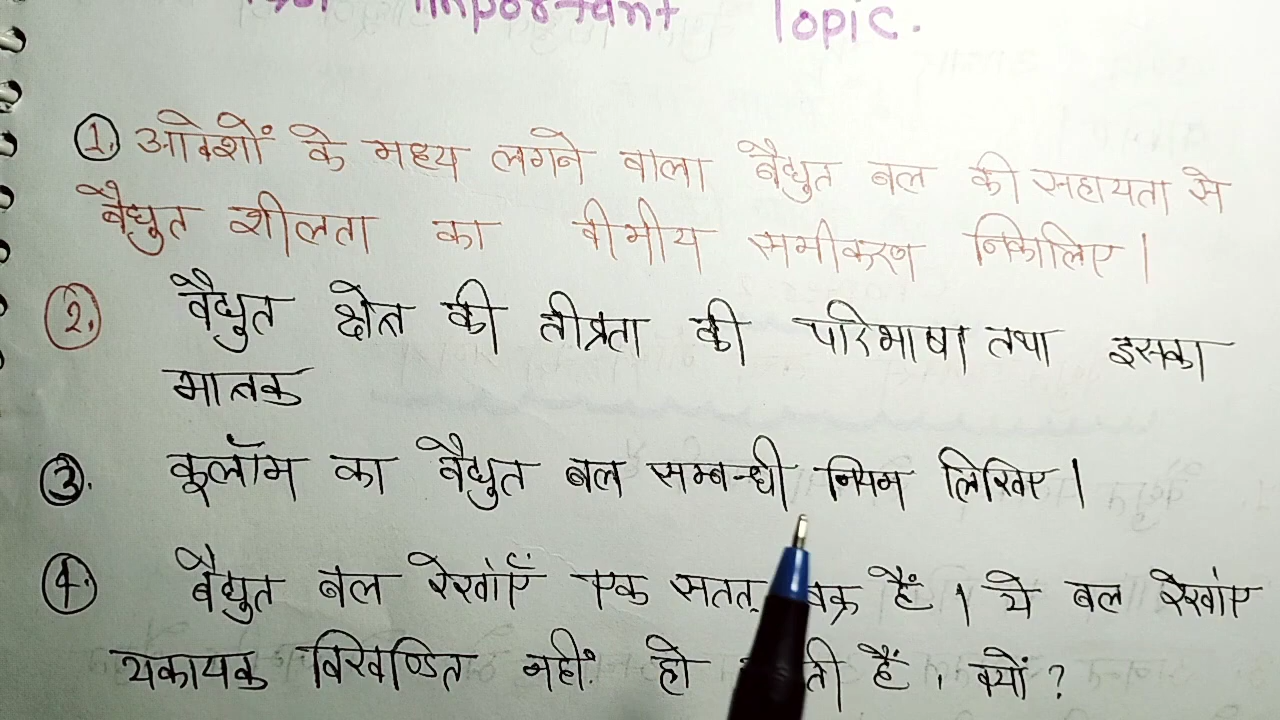 important Topic.
1. आवेशों के मध्य लगने वाला वैद्युत बल की सहायता से
वैद्युत शीलता का वीमीय समीकरण निकालिए।
2. वैद्युत क्षेत्र की तीव्रता की परिभाषा तथा इसका
मात्रक
3. कूलॉम का वैद्युत बल सम्बन्धी नियम लिखिए।
4. वैद्युत बल रेखाएँ एक सतत् वक्र हैं। ये बल रेखाएं
यकायक विखण्डित नहीं हो हैं, क्यों?